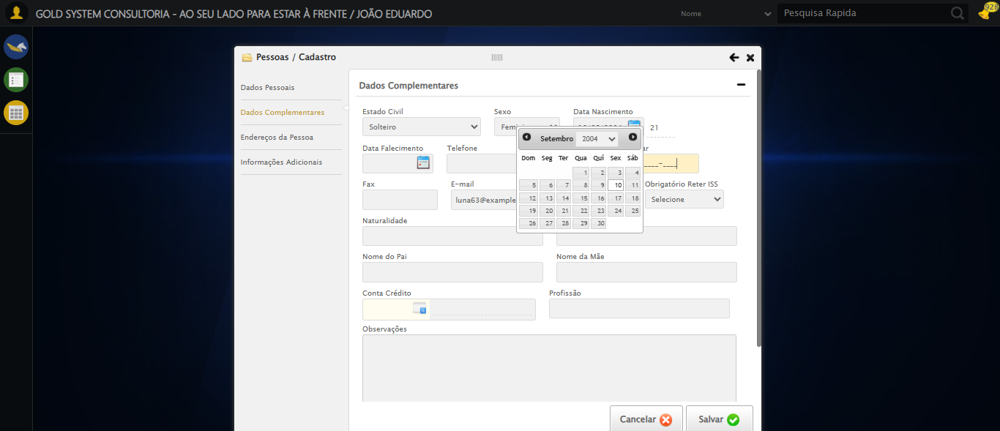 GOLD SYSTEM CONSULTORIA - AO SEU LADO PARA ESTAR À FRENTE / JOÃO EDUARDO
Nome
Pesquisa Rapida
928
Pessoas / Cadastro
Dados Pessoais
Dados Complementares
Endereços da Pessoa
Informações Adicionais
Dados Complementares
Estado Civil Sexo Data Nascimento
Solteiro 21
Data Falecimento Telefone
____-____
Setembro 2004
Dom Seg Ter Qua Qui Sex Sáb
1 2 3 4
5 6 7 8 9 10 11
12 13 14 15 16 17 18
19 20 21 22 23 24 25
26 27 28 29 30
Fax E-mail Obrigatório Reter ISS
luna63@example Selecione
Naturalidade
Nome do Pai Nome da Mãe
Conta Crédito Profissão
Observações
Cancelar Salvar